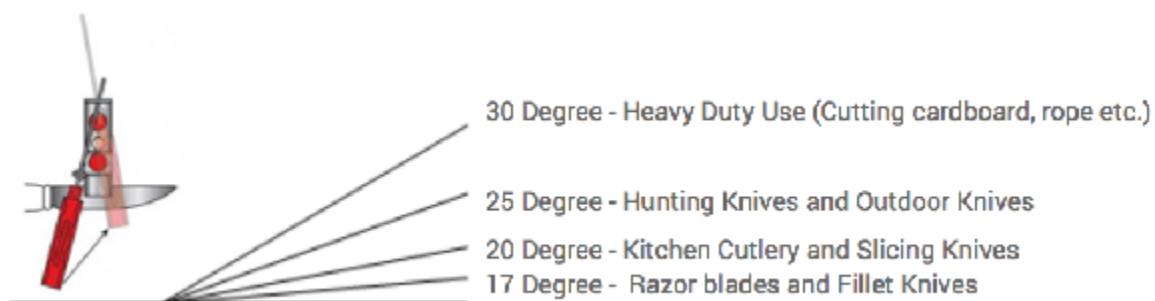 30 Degree - Heavy Duty Use (Cutting cardboard, rope etc.)
25 Degree - Hunting Knives and Outdoor Knives
20 Degree - Kitchen Cutlery and Slicing Knives
17 Degree - Razor blades and Fillet Knives